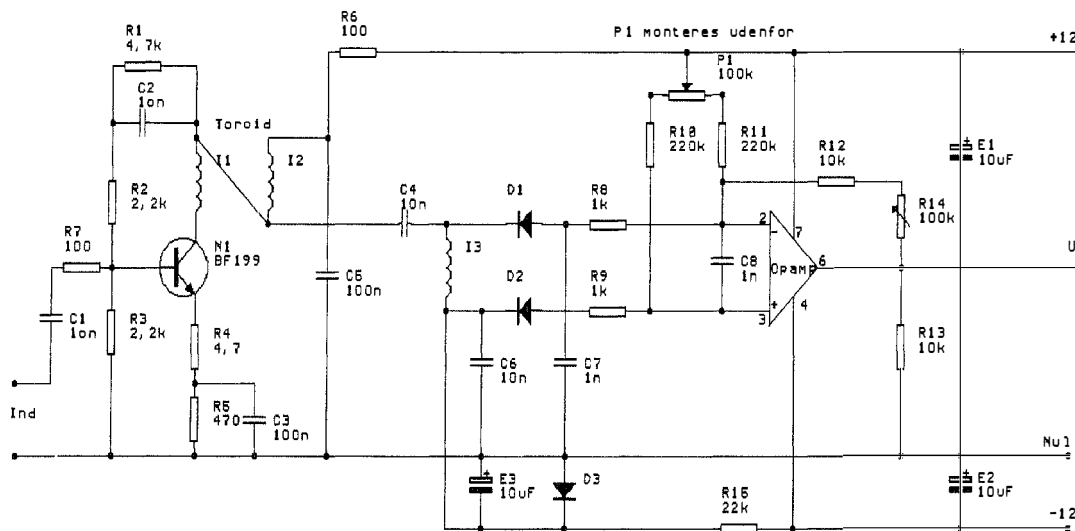 R1
4,7k
C2
1on
Toroid
I1
I2
R6
100
P1 monteres udenfor
P1
100k
+12
R10
220k
R11
220k
R12
10k
E1
10uF
R14
100k
R2
2,2k
R7
100
N1
BF199
C4
10n
D1
R8
1k
I3
2
-
7
6
Opamp
U
C8
1n
D2
R9
1k
+
3
4
C5
100n
C1
1on
R3
2,2k
R4
4,7
R13
10k
C6
10n
C7
1n
Ind
R5
470
C3
100n
Nul
+
E3
10uF
D3
R15
22k
+
E2
10uF
-12